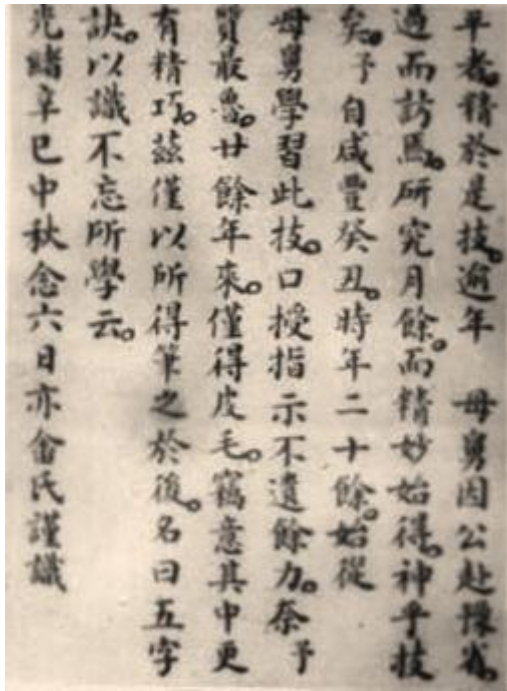 平者。精於是技。逾年　母舅因公赴豫省。
過而訪焉。研究月餘。而精妙始得。神乎技
矣。予自咸豐癸丑。時年二十餘。始從
母舅學習此技。口授指示不遺餘力。奈予
質最魯。廿餘年來。僅得皮毛。竊意其中更
有精巧。茲僅以所得筆之於後。名曰五字
訣。以識不忘所學云。
光緒辛巳中秋念六日亦畬氏謹識